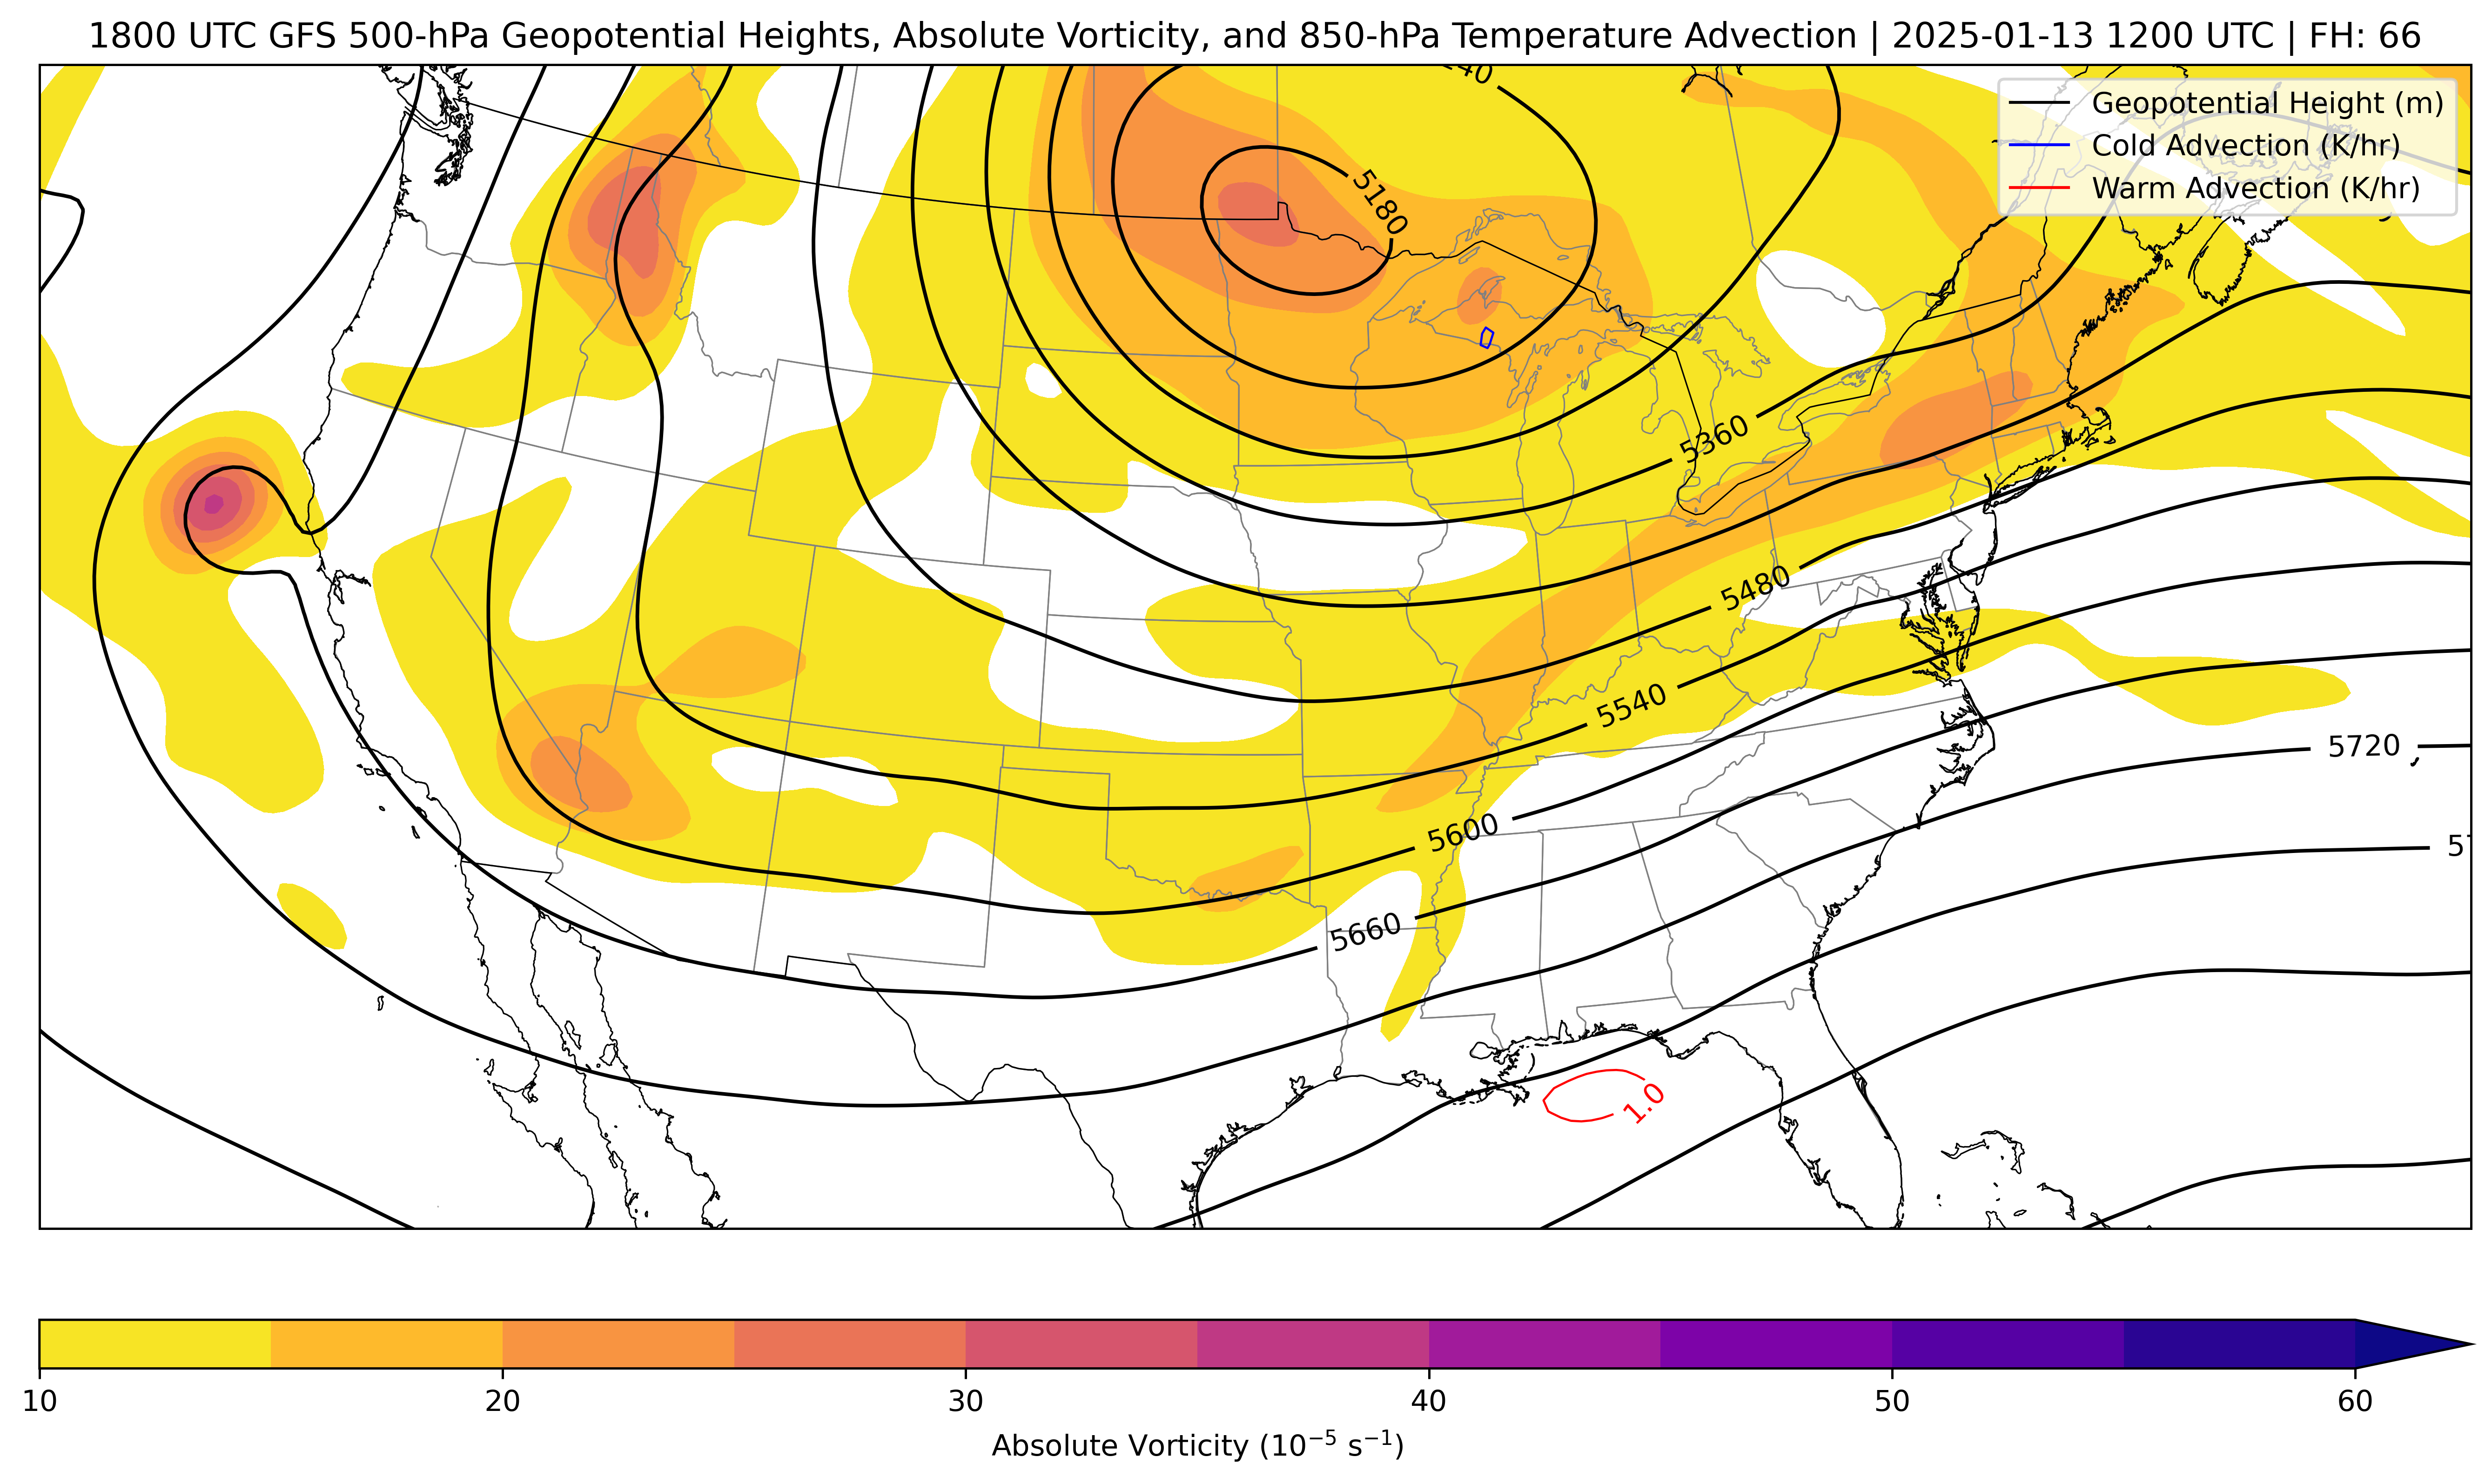 1800 UTC GFS 500-hPa Geopotential Heights, Absolute Vorticity, and 850-hPa Temperature Advection | 2025-01-13 1200 UTC | FH: 66
Geopotential Height (m)
Cold Advection (K/hr)
Warm Advection (K/hr)
5180
5360
5480
5540
5720
5600
5660
1.0
10 20 30 40 50 60
Absolute Vorticity (10⁻⁵ s⁻¹)